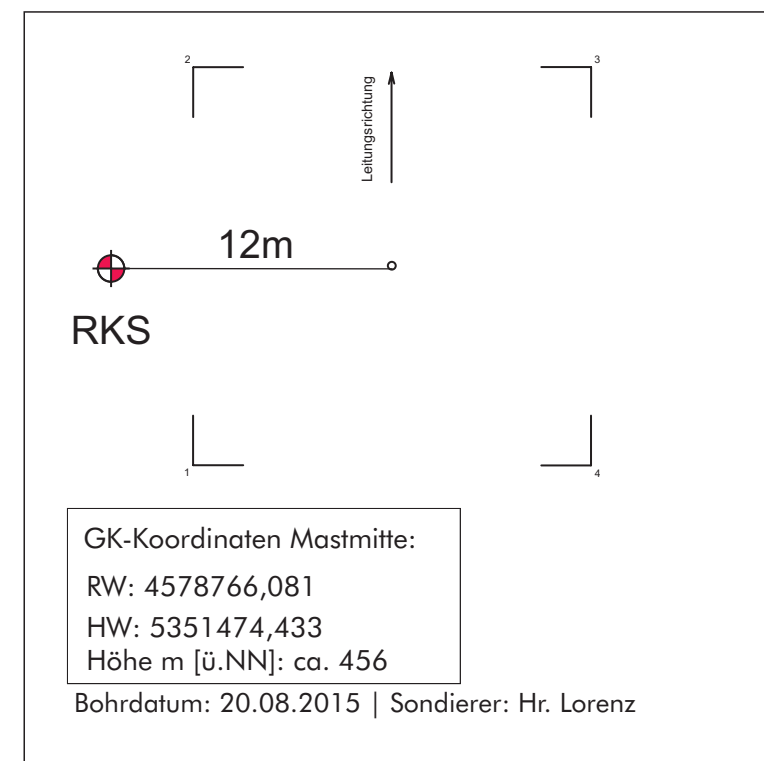 2
3
Leitungsrichtung
12m
RKS
1
4
GK-Koordinaten Mastmitte:
RW: 4578766,081
HW: 5351474,433
Höhe m [ü.NN]: ca. 456
Bohrdatum: 20.08.2015 | Sondierer: Hr. Lorenz